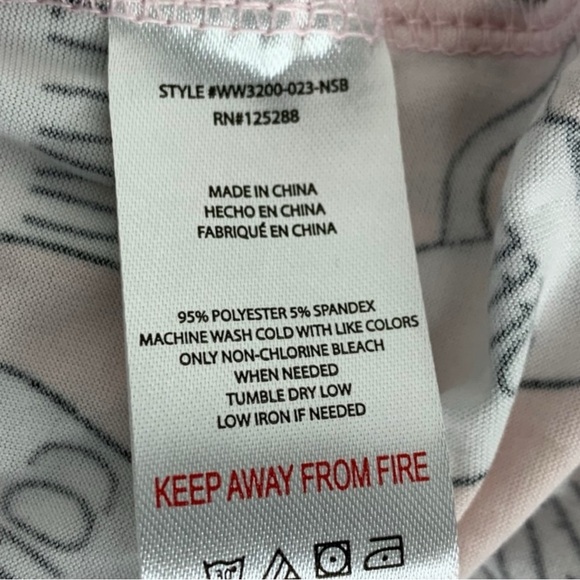 STYLE #WW3200-023-NSB
RN#125288
MADE IN CHINA
HECHO EN CHINA
FABRIQUÉ EN CHINA
95% POLYESTER 5% SPANDEX
MACHINE WASH COLD WITH LIKE COLORS
ONLY NON-CHLORINE BLEACH
WHEN NEEDED
TUMBLE DRY LOW
LOW IRON IF NEEDED
KEEP AWAY FROM FIRE
30°